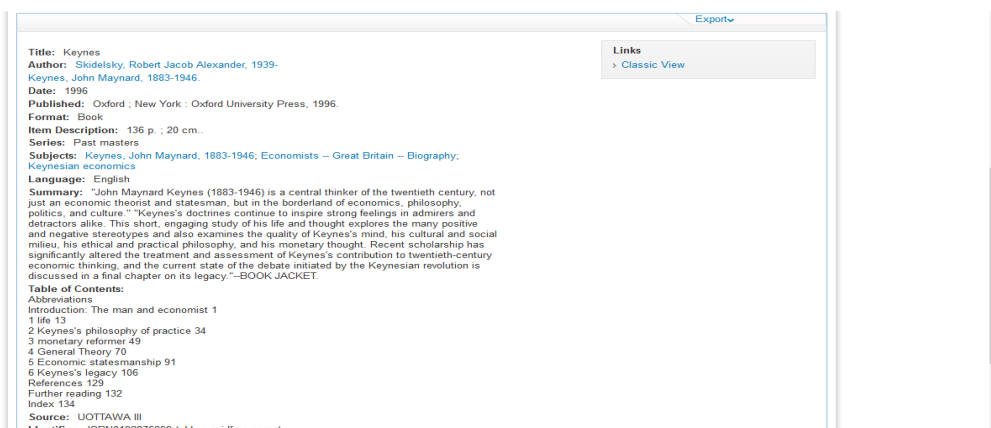 Export
Title: Keynes
Author: Skidelsky, Robert Jacob Alexander, 1939-
Keynes, John Maynard, 1883-1946.
Date: 1996
Published: Oxford ; New York : Oxford University Press, 1996.
Format: Book
Item Description: 136 p. ; 20 cm..
Series: Past masters
Subjects: Keynes, John Maynard, 1883-1946; Economists -- Great Britain -- Biography;
Keynesian economics
Language: English
Summary: "John Maynard Keynes (1883-1946) is a central thinker of the twentieth century, not
just an economic theorist and statesman, but in the borderland of economics, philosophy,
politics, and culture." "Keynes's doctrines continue to inspire strong feelings in admirers and
detractors alike. This short, engaging study of his life and thought explores the many positive
and negative stereotypes and also examines the quality of Keynes's mind, his cultural and social
milieu, his ethical and practical philosophy, and his monetary thought. Recent scholarship has
significantly altered the treatment and assessment of Keynes's contribution to twentieth-century
economic thinking, and the current state of the debate initiated by the Keynesian revolution is
discussed in a final chapter on its legacy."--BOOK JACKET.
Table of Contents:
Abbreviations
Introduction: The man and economist 1
1 life 13
2 Keynes's philosophy of practice 34
3 monetary reformer 49
4 General Theory 70
5 Economic statesmanship 91
6 Keynes's legacy 106
References 129
Further reading 132
Index 134
Source: UOTTAWA III
Links
Classic View